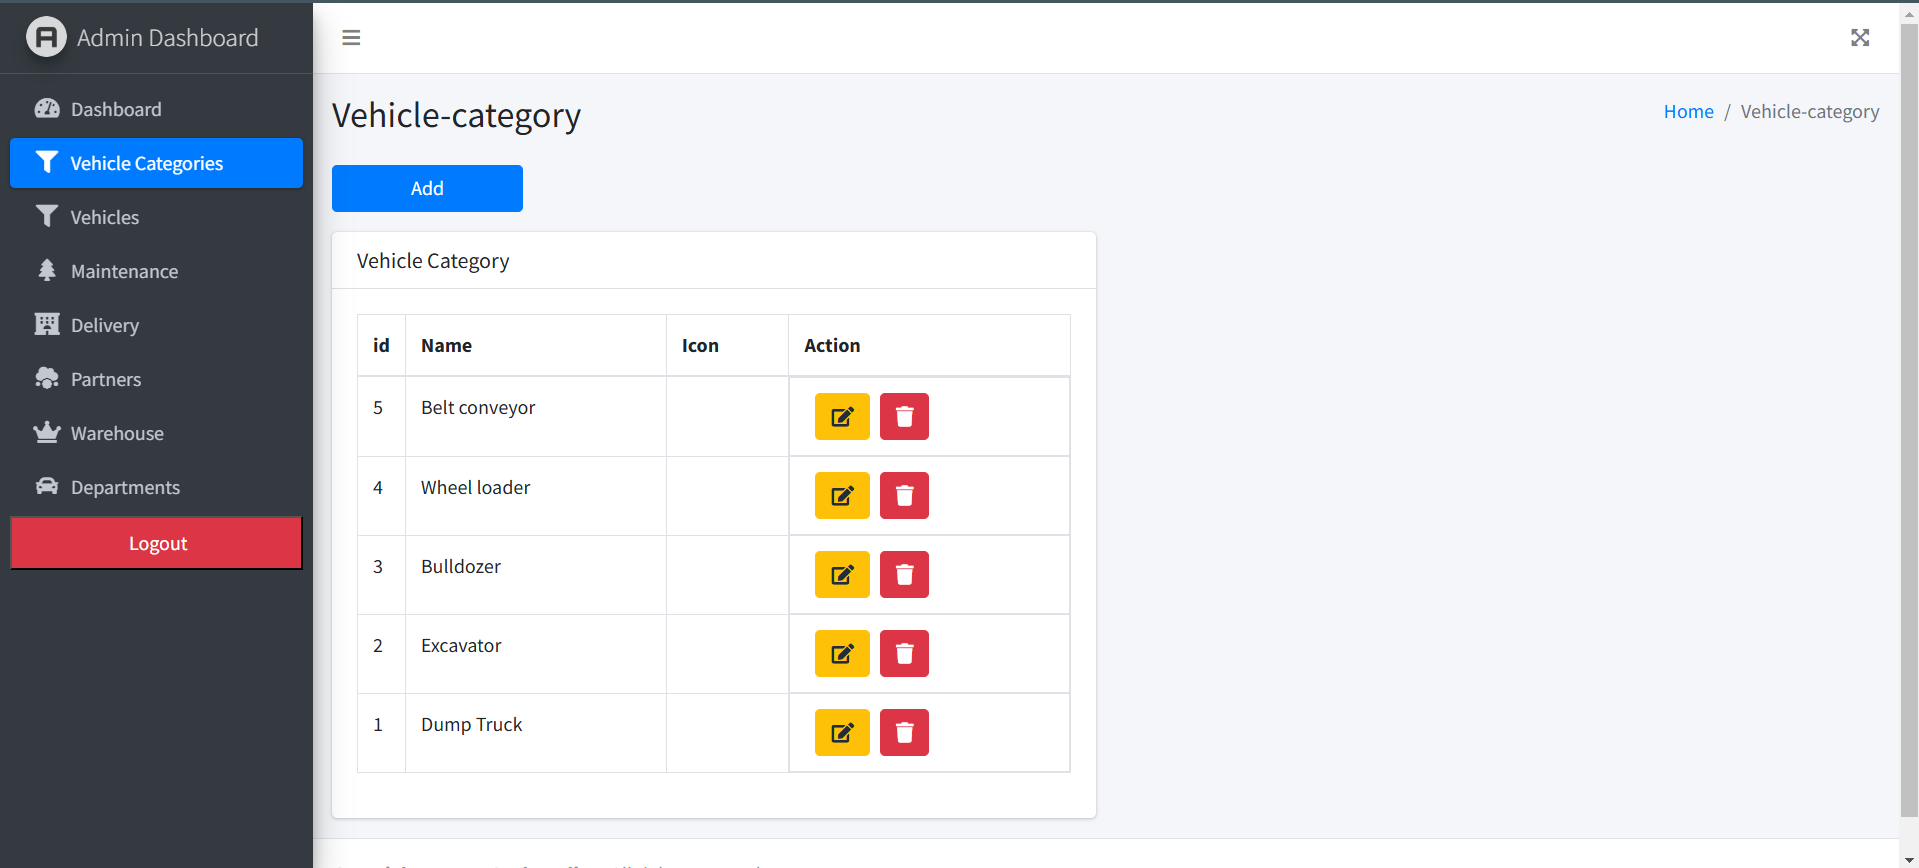 Admin Dashboard
Dashboard
Vehicle Categories
Vehicles
Maintenance
Delivery
Partners
Warehouse
Departments
Logout
Vehicle-category
Home / Vehicle-category
Add
Vehicle Category
id Name Icon Action
5 Belt conveyor
4 Wheel loader
3 Bulldozer
2 Excavator
1 Dump Truck